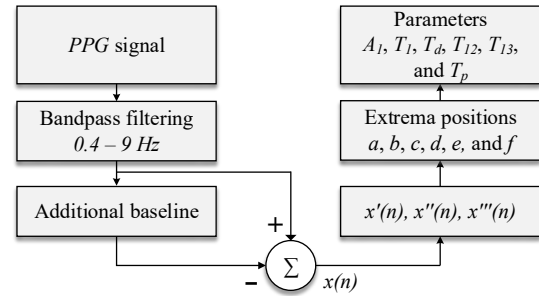 PPG signal
Bandpass filtering
0.4 – 9 Hz
Additional baseline
+
-
Σ
x(n)
x'(n), x''(n), x'''(n)
Extrema positions
a, b, c, d, e, and f
Parameters
A1, T1, Td, T12, T13,
and Tp